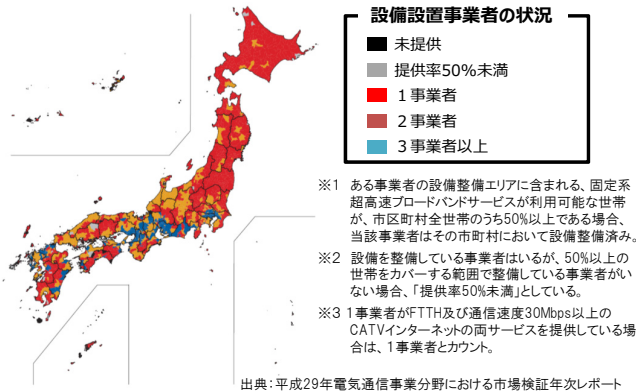 設備設置事業者の状況
未提供
提供率50%未満
1事業者
2事業者
3事業者以上
※1 ある事業者の設備整備エリアに含まれる、固定系
超高速ブロードバンドサービスが利用可能な世帯
が、市区町村全世帯のうち50%以上である場合、
当該事業者はその市町村において設備整備済み。
※2 設備を整備している事業者はいるが、50%以上の
世帯をカバーする範囲で整備している事業者がい
ない場合、「提供率50%未満」としている。
※3 1事業者がFTTH及び通信速度30Mbps以上の
CATVインターネットの両サービスを提供している場
合は、1事業者とカウント。
出典:平成29年電気通信事業分野における市場検証年次レポート